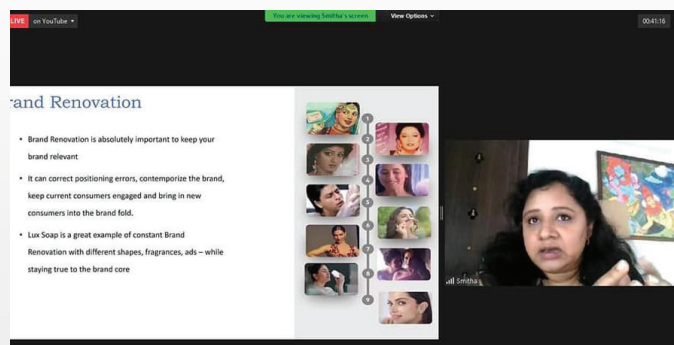 LIVE on YouTube
You are viewing Smitha's screen
View Options
00:41:16
rand Renovation
• Brand Renovation is absolutely important to keep your
brand relevant
• It can correct positioning errors, contemporize the brand,
keep current consumers engaged and bring in new
consumers into the brand fold.
• Lux Soap is a great example of constant Brand
Renovation with different shapes, fragrances, ads – while
staying true to the brand core
1
2
3
4
5
6
7
8
9
Smitha